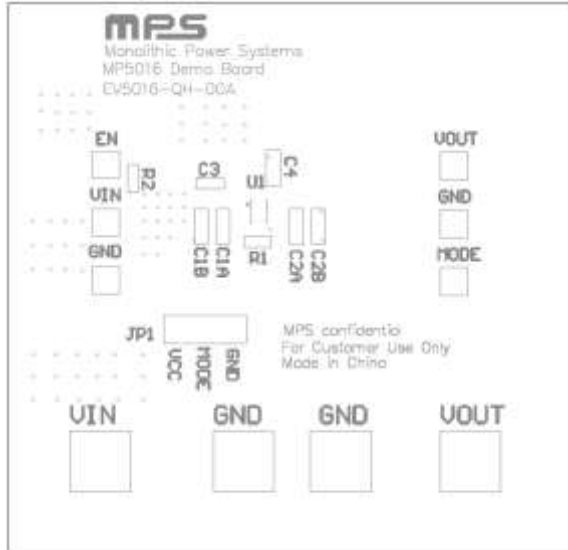 MPS
Monolithic Power Systems
MP5016 Demo Board
EV5016-QH-00A
EN
VOUT
R2
C3
U1
C4
VIN
GND
GND
C1B
C1A
R1
C2A
C2B
MODE
JP1
VCC
MODE
GND
MPS confidential
For Customer Use Only
Made in China
VIN
GND
GND
VOUT